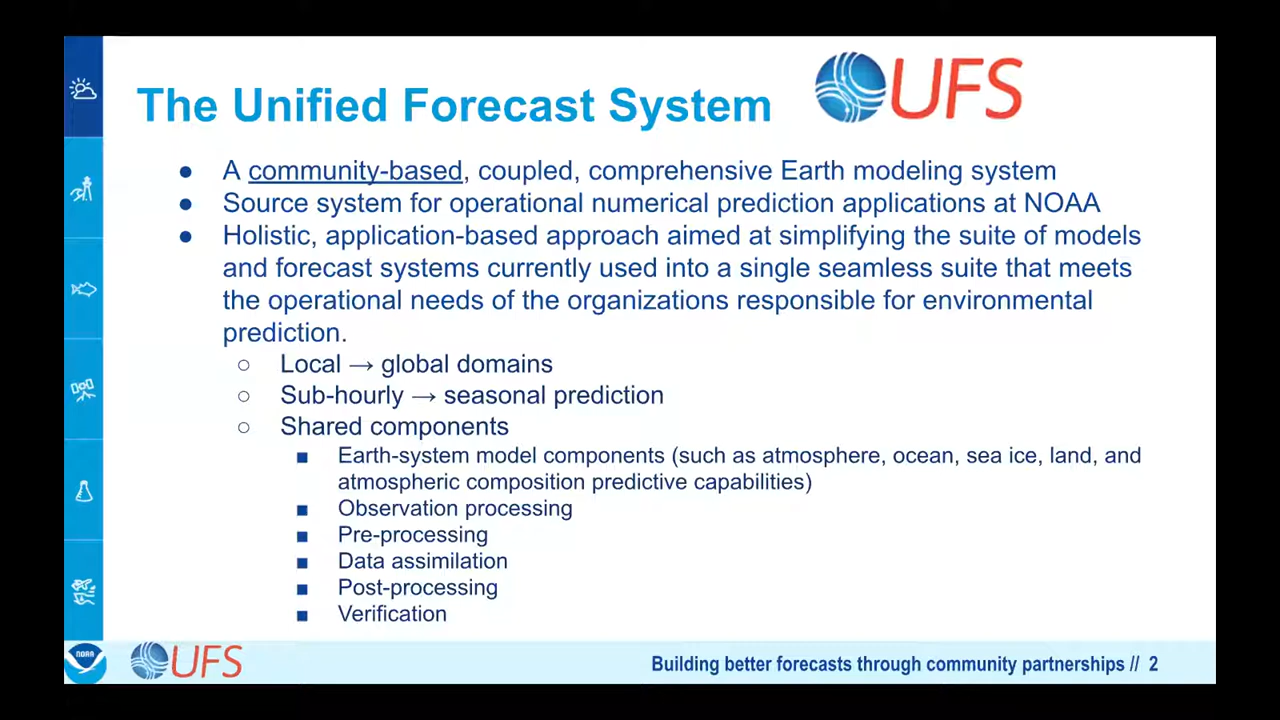 UFS
The Unified Forecast System
● A community-based, coupled, comprehensive Earth modeling system
● Source system for operational numerical prediction applications at NOAA
● Holistic, application-based approach aimed at simplifying the suite of models
and forecast systems currently used into a single seamless suite that meets
the operational needs of the organizations responsible for environmental
prediction.
○ Local → global domains
○ Sub-hourly → seasonal prediction
○ Shared components
■ Earth-system model components (such as atmosphere, ocean, sea ice, land, and
atmospheric composition predictive capabilities)
■ Observation processing
■ Pre-processing
■ Data assimilation
■ Post-processing
■ Verification
NOAA
UFS
Building better forecasts through community partnerships // 2